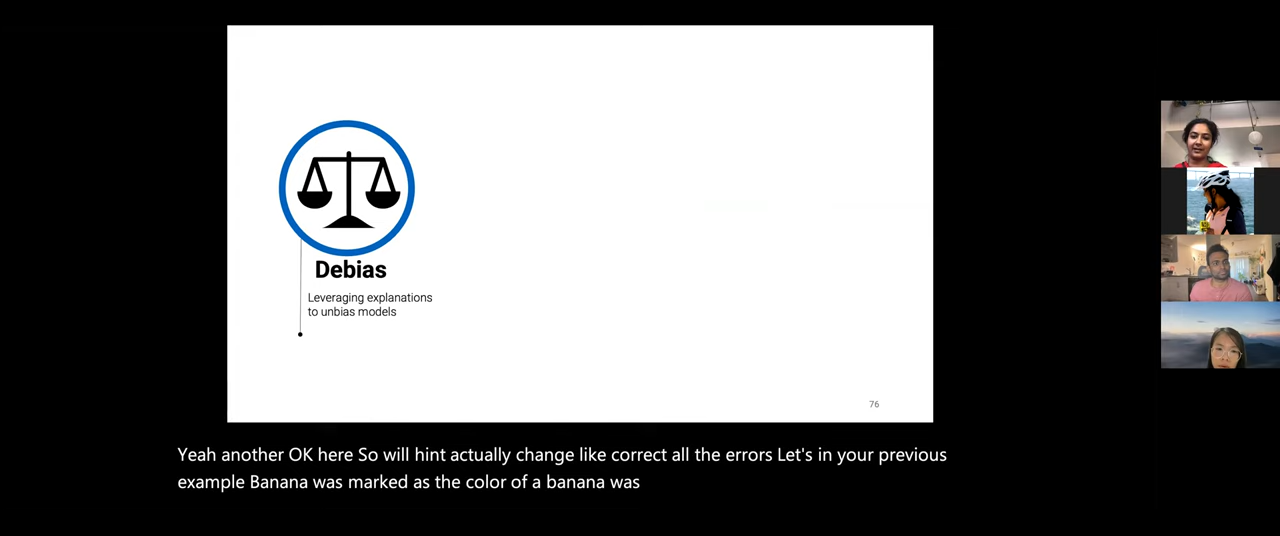 Debias
Leveraging explanations
to unbias models
76
Yeah another OK here So will hint actually change like correct all the errors Let's in your previous
example Banana was marked as the color of a banana was